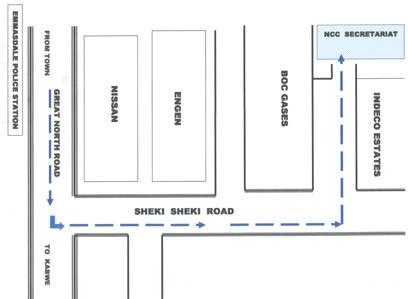 EMMASDALE POLICE STATION
FROM TOWN
GREAT NORTH ROAD
TO KABWE
NISSAN
ENGEN
BOC GASES
NCC SECRETARIAT
INDECO ESTATES
SHEKI SHEKI ROAD